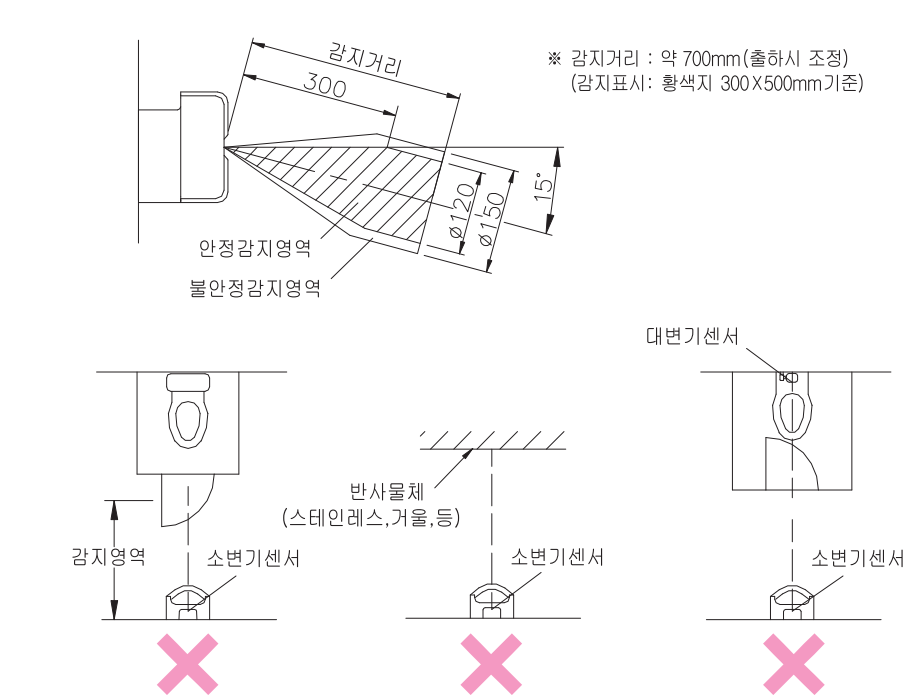 감지거리
300
※ 감지거리 : 약 700mm(출하시 조정)
(감지표시: 황색지 300X500mm기준)
15°
ø120
ø150
안정감지영역
불안정감지영역
대변기센서
반사물체
(스테인레스,거울,등)
감지영역
소변기센서
소변기센서
소변기센서